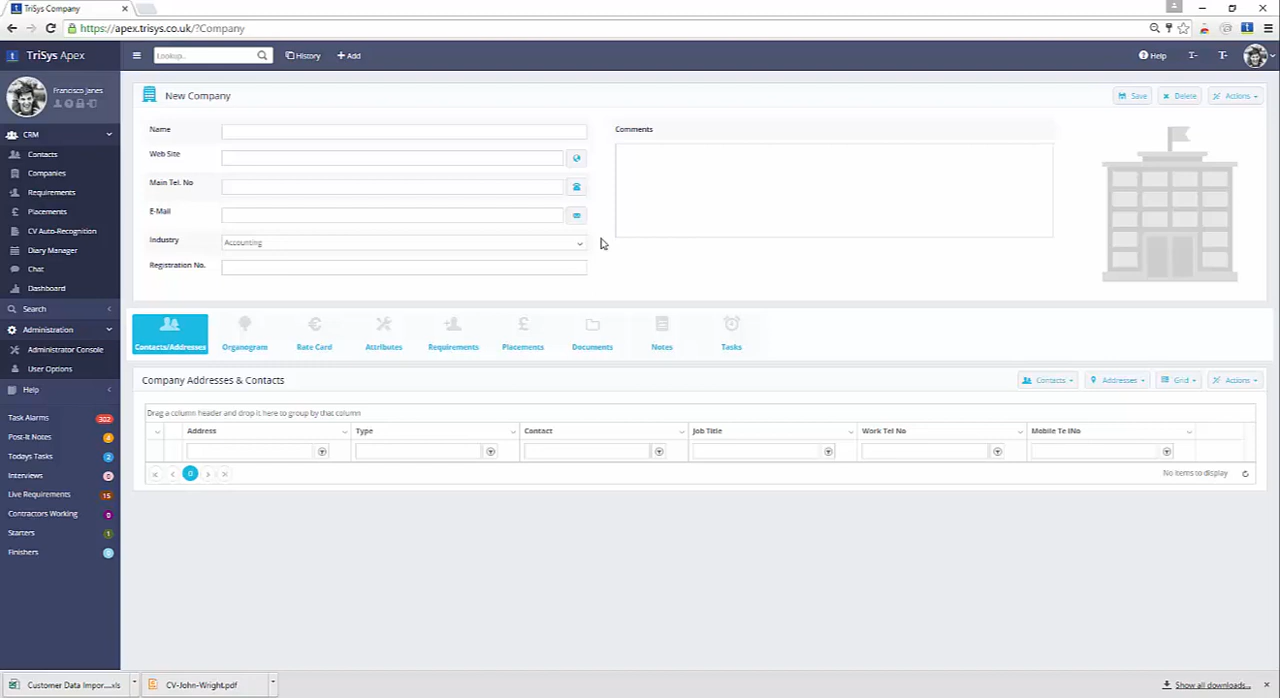 TriSys Company
https://apex.trisys.co.uk/?Company
TriSys Apex
Lookup...
History
Add
Help
T-
T-
Francisco Janes
CRM
Contacts
Companies
Requirements
Placements
CV Auto-Recognition
Diary Manager
Chat
Dashboard
Search
Administration
Administrator Console
User Options
Help
Task Alarms 302
Post-It Notes 4
Todays Tasks 2
Interviews 0
Live Requirements 15
Contractors Working 0
Starters 1
Finishers 0
New Company
Save
Delete
Actions
Name
Web Site
Main Tel. No
E-Mail
Industry
Accounting
Registration No.
Comments
Contacts/Addresses
Organogram
Rate Card
Attributes
Requirements
Placements
Documents
Notes
Tasks
Company Addresses & Contacts
Contacts
Addresses
Grid
Actions
Drag a column header and drop it here to group by that column
Address
Type
Contact
Job Title
Work Tel No
Mobile Te lNo
0
No items to display
Customer Data Impor....xls
CV-John-Wright.pdf
Show all downloads...